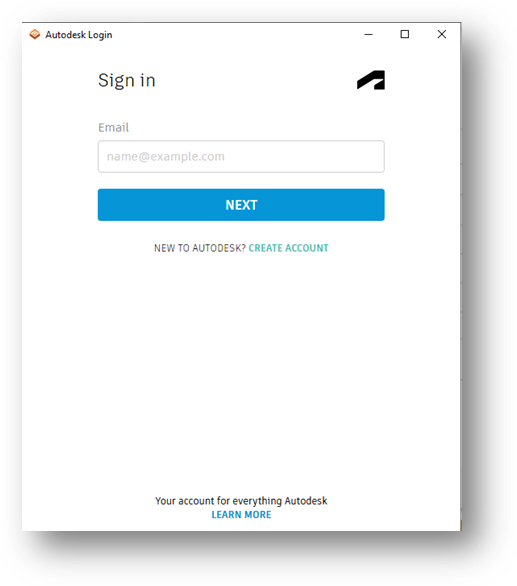 Autodesk Login
Sign in
Email
name@example.com
NEXT
NEW TO AUTODESK? CREATE ACCOUNT
Your account for everything Autodesk
LEARN MORE